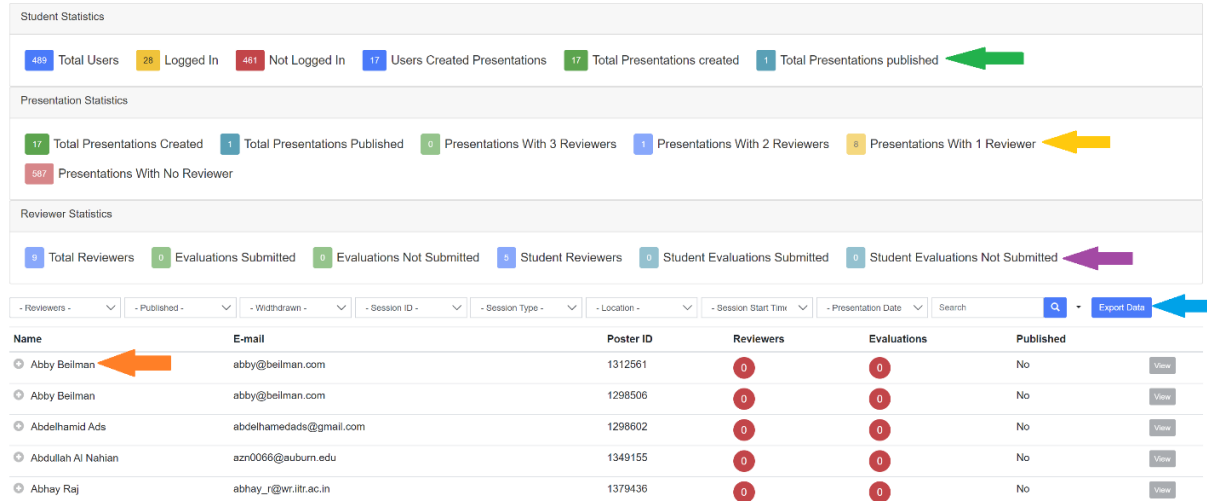 Student Statistics
489 Total Users 28 Logged In 461 Not Logged In 17 Users Created Presentations 17 Total Presentations created 1 Total Presentations published
Presentation Statistics
17 Total Presentations Created 1 Total Presentations Published 0 Presentations With 3 Reviewers 1 Presentations With 2 Reviewers 8 Presentations With 1 Reviewer
587 Presentations With No Reviewer
Reviewer Statistics
9 Total Reviewers 0 Evaluations Submitted 0 Evaluations Not Submitted 5 Student Reviewers 0 Student Evaluations Submitted 0 Student Evaluations Not Submitted
- Reviewers - - Published - - Widthdrawn - - Session ID - - Session Type - - Location - - Session Start Time - Presentation Date - Search Export Data
Name E-mail Poster ID Reviewers Evaluations Published
Abby Beilman abby@beilman.com 1312561 0 0 No View
Abby Beilman abby@beilman.com 1298506 0 0 No View
Abdelhamid Ads abdelhamedads@gmail.com 1298602 0 0 No View
Abdullah Al Nahian azn0066@auburn.edu 1349155 0 0 No View
Abhay Raj abhay_r@wr.iitr.ac.in 1379436 0 0 No View